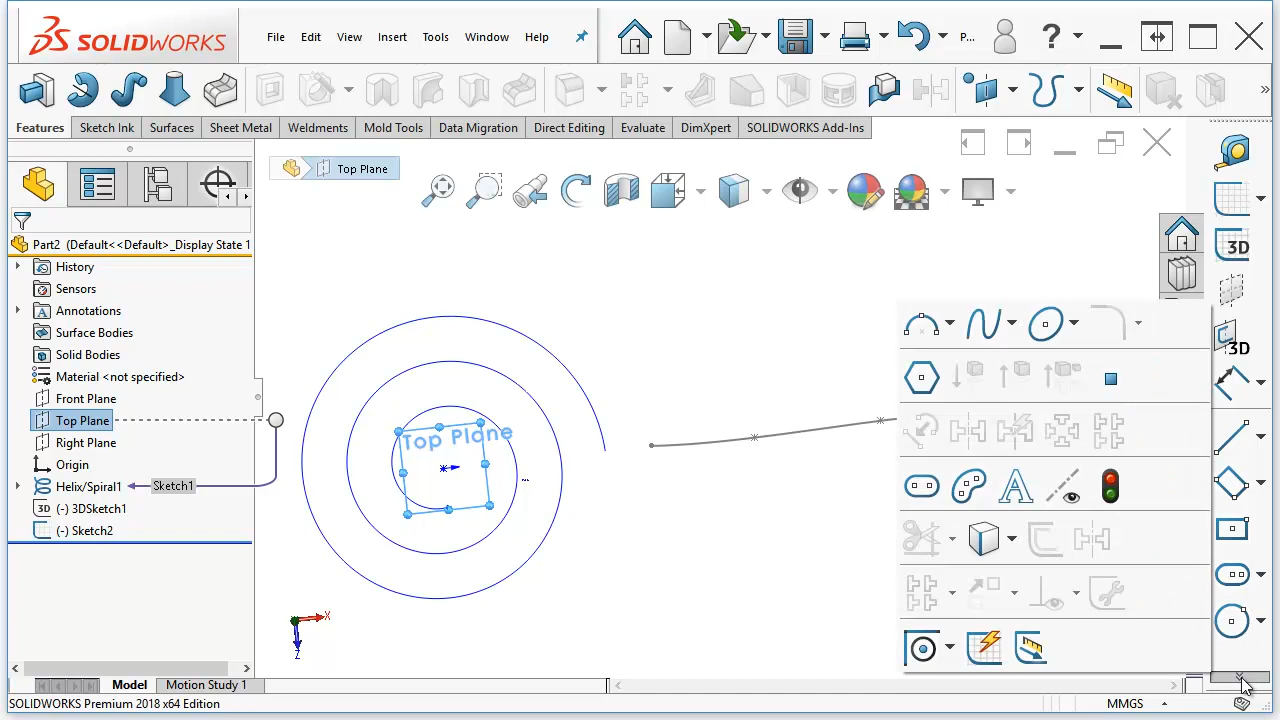 SOLIDWORKS
File Edit View Insert Tools Window Help
P... ?
Features Sketch Ink Surfaces Sheet Metal Weldments Mold Tools Data Migration Direct Editing Evaluate DimXpert SOLIDWORKS Add-Ins
Top Plane
Part2 (Default<<Default>_Display State 1
History
Sensors
Annotations
Surface Bodies
Solid Bodies
Material <not specified>
Front Plane
Top Plane
Right Plane
Origin
Helix/Spiral1
Sketch1
(-) 3DSketch1
(-) Sketch2
Top Plane
X
Z
3D
3D
Model Motion Study 1
SOLIDWORKS Premium 2018 x64 Edition
MMGS